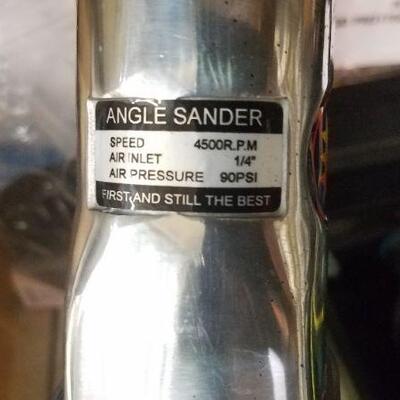 ANGLE SANDER
SPEED 4500R.P.M
AIR INLET 1/4"
AIR PRESSURE 90PSI
FIRST AND STILL THE BEST